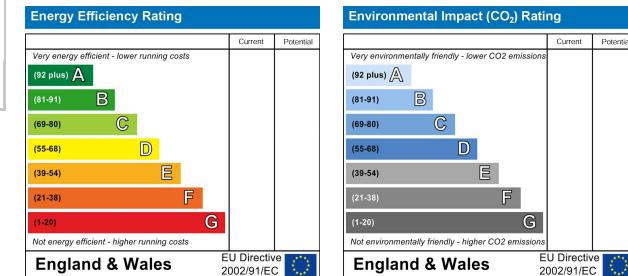 Energy Efficiency Rating
Current Potential
Very energy efficient - lower running costs
(92 plus) A
(81-91) B
(69-80) C
(55-68) D
(39-54) E
(21-38) F
(1-20) G
Not energy efficient - higher running costs
England & Wales
EU Directive
2002/91/EC
Environmental Impact (CO₂) Rating
Current Potential
Very environmentally friendly - lower CO2 emissions
(92 plus) A
(81-91) B
(69-80) C
(55-68) D
(39-54) E
(21-38) F
(1-20) G
Not environmentally friendly - higher CO2 emissions
England & Wales
EU Directive
2002/91/EC